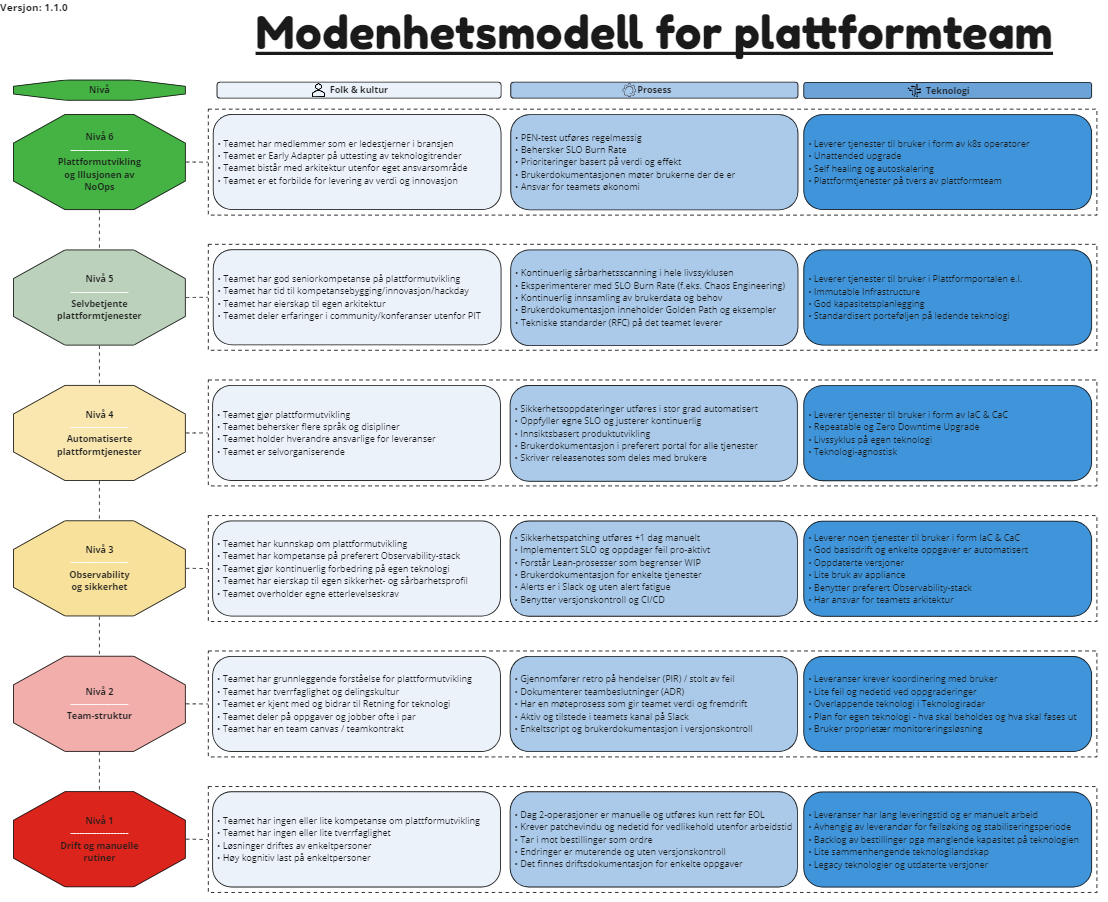 Versjon: 1.1.0
Modenhetsmodell for plattformteam
Nivå
Folk & kultur
Prosess
Teknologi
Nivå 6
Plattformutvikling
og Illusjonen av
NoOps
• Teamet har medlemmer som er ledestjerner i bransjen
• Teamet er Early Adapter på uttesting av teknologitrender
• Teamet bistår med arkitektur utenfor eget ansvarsområde
• Teamet er et forbilde for levering av verdi og innovasjon
• PEN-test utføres regelmessig
• Behersker SLO Burn Rate
• Prioriteringer basert på verdi og effekt
• Brukerdokumentasjonen møter brukerne der de er
• Ansvar for teamets økonomi
• Leverer tjenester til bruker i form av k8s operatorer
• Unattended upgrade
• Self healing og autoskalering
• Plattformtjenester på tvers av plattformteam
Nivå 5
Selvbetjente
plattformtjenester
• Teamet har god seniorkompetanse på plattformutvikling
• Teamet har tid til kompetansebygging/innovasjon/hackday
• Teamet har eierskap til egen arkitektur
• Teamet deler erfaringer i community/konferanser utenfor PIT
• Kontinuerlig sårbarhetsscanning i hele livssyklusen
• Eksperimenterer med SLO Burn Rate (f.eks. Chaos Engineering)
• Kontinuerlig innsamling av brukerdata og behov
• Brukerdokumentasjon inneholder Golden Path og eksempler
• Tekniske standarder (RFC) på det teamet leverer
• Leverer tjenester til bruker i Plattformportalen e.l.
• Immutable Infrastructure
• God kapasitetsplanlegging
• Standardisert porteføljen på ledende teknologi
Nivå 4
Automatiserte
plattformtjenester
• Teamet gjør plattformutvikling
• Teamet behersker flere språk og disipliner
• Teamet holder hverandre ansvarlige for leveranser
• Teamet er selvorganiserende
• Sikkerhetsoppdateringer utføres i stor grad automatisert
• Oppfyller egne SLO og justerer kontinuerlig
• Innsiktsbasert produktutvikling
• Brukerdokumentasjon i preferert portal for alle tjenester
• Skriver releasenotes som deles med brukere
• Leverer tjenester til bruker i form av IaC & CaC
• Repeatable og Zero Downtime Upgrade
• Livssyklus på egen teknologi
• Teknologi-agnostisk
Nivå 3
Observability
og sikkerhet
• Teamet har kunnskap om plattformutvikling
• Teamet har kompetanse på preferert Observability-stack
• Teamet gjør kontinuerlig forbedring på egen teknologi
• Teamet har eierskap til egen sikkerhet- og sårbarhetsprofil
• Teamet overholder egne etterlevelseskrav
• Sikkerhetspatching utføres +1 dag manuelt
• Implementert SLO og oppdager feil pro-aktivt
• Forstår Lean-prosesser som begrenser WIP
• Brukerdokumentasjon for enkelte tjenester
• Alerts er i Slack og uten alert fatigue
• Benytter versjonskontroll og CI/CD
• Leverer noen tjenester til bruker i form IaC & CaC
• God basisdrift og enkelte oppgaver er automatisert
• Oppdaterte versjoner
• Lite bruk av appliance
• Benytter preferert Observability-stack
• Har ansvar for teamets arkitektur
Nivå 2
Team-struktur
• Teamet har grunnleggende forståelse for plattformutvikling
• Teamet har tverrfaglighet og delingskultur
• Teamet er kjent med og bidrar til Retning for teknologi
• Teamet deler på oppgaver og jobber ofte i par
• Teamet har en team canvas / teamkontrakt
• Gjennomfører retro på hendelser (PIR) / stolt av feil
• Dokumenterer teambeslutninger (ADR)
• Har en møteprosess som gir teamet verdi og fremdrift
• Aktiv og tilstede i teamets kanal på Slack
• Enkeltscript og brukerdokumentasjon i versjonskontroll
• Leveranser krever koordinering med bruker
• Lite feil og nedetid ved oppgraderinger
• Overlappende teknologi i Teknologiradar
• Plan for egen teknologi - hva skal beholdes og hva skal fases ut
• Bruker proprietær monitoreringsløsning
Nivå 1
Drift og manuelle
rutiner
• Teamet har ingen eller lite kompetanse om plattformutvikling
• Teamet har ingen eller lite tverrfaglighet
• Løsninger driftes av enkeltpersoner
• Høy kognitiv last på enkeltpersoner
• Dag 2-operasjoner er manuelle og utføres kun rett før EOL
• Krever patchevindu og nedetid for vedlikehold utenfor arbeidstid
• Tar i mot bestillinger som ordre
• Endringer er muterende og uten versjonskontroll
• Det finnes driftsdokumentasjon for enkelte oppgaver
• Leveranser har lang leveringstid og er manuelt arbeid
• Avhengig av leverandør for feilsøking og stabiliseringsperiode
• Backlog av bestillinger pga manglende kapasitet på teknologien
• Lite sammenhengende teknologilandskap
• Legacy teknologier og utdaterte versjoner